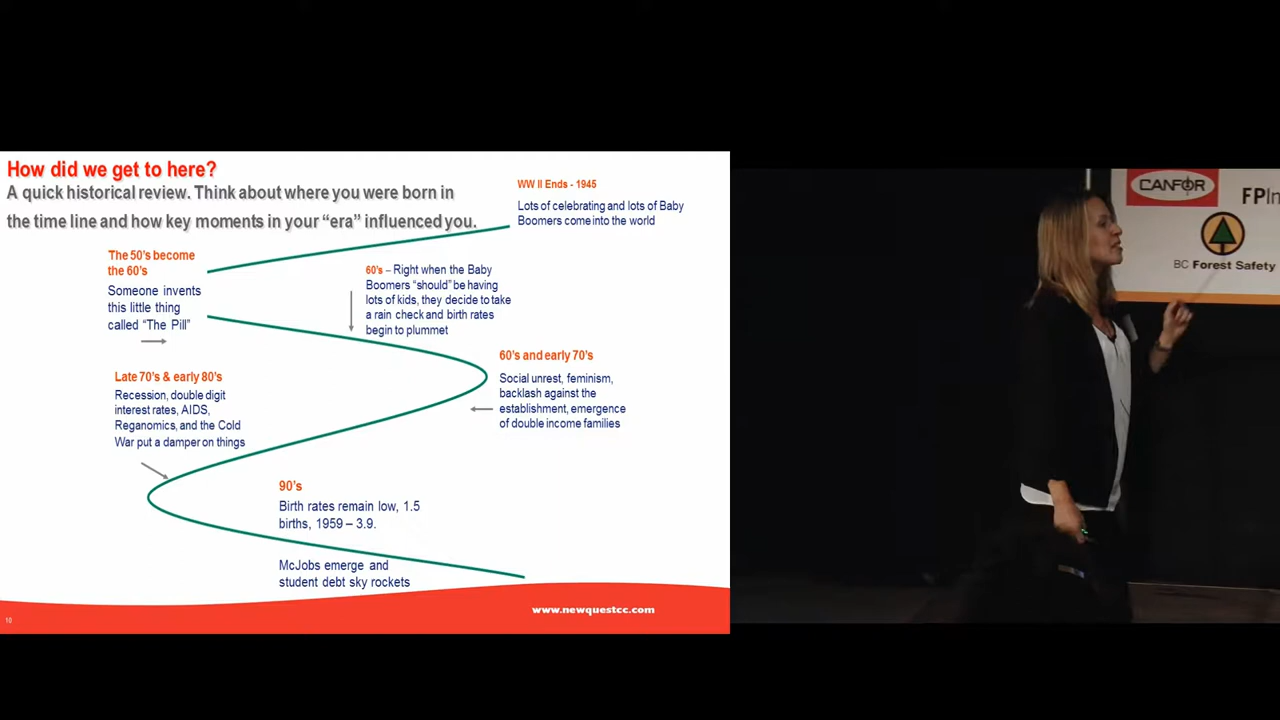 How did we get to here?
A quick historical review. Think about where you were born in
the time line and how key moments in your “era” influenced you.
WW II Ends - 1945
Lots of celebrating and lots of Baby
Boomers come into the world
The 50's become
the 60's
Someone invents
this little thing
called “The Pill”
60's – Right when the Baby
Boomers “should” be having
lots of kids, they decide to take
a rain check and birth rates
begin to plummet
60's and early 70's
Social unrest, feminism,
backlash against the
establishment, emergence
of double income families
Late 70's & early 80's
Recession, double digit
interest rates, AIDS,
Reganomics, and the Cold
War put a damper on things
90's
Birth rates remain low, 1.5
births, 1959 – 3.9.
McJobs emerge and
student debt sky rockets
www.newquestcc.com
10
CANFOR
FPIn
BC Forest Safety